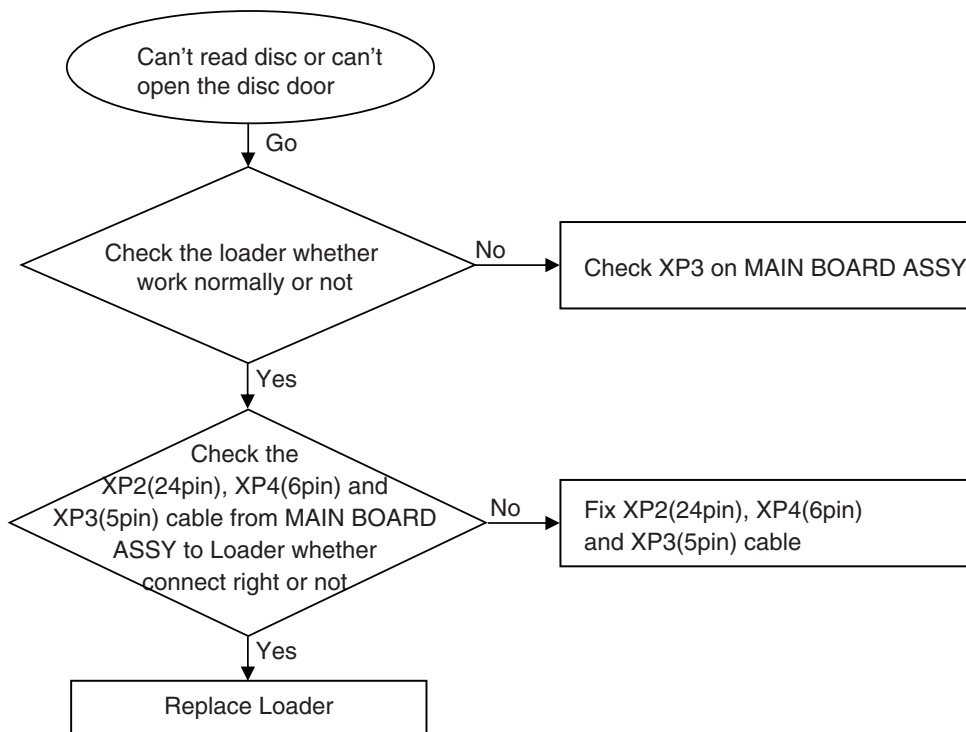 Can’t read disc or can’t
open the disc door
Go
Check the loader whether
work normally or not
No
Check XP3 on MAIN BOARD ASSY
Yes
Check the
XP2(24pin), XP4(6pin) and
XP3(5pin) cable from MAIN BOARD
ASSY to Loader whether
connect right or not
No
Fix XP2(24pin), XP4(6pin)
and XP3(5pin) cable
Yes
Replace Loader